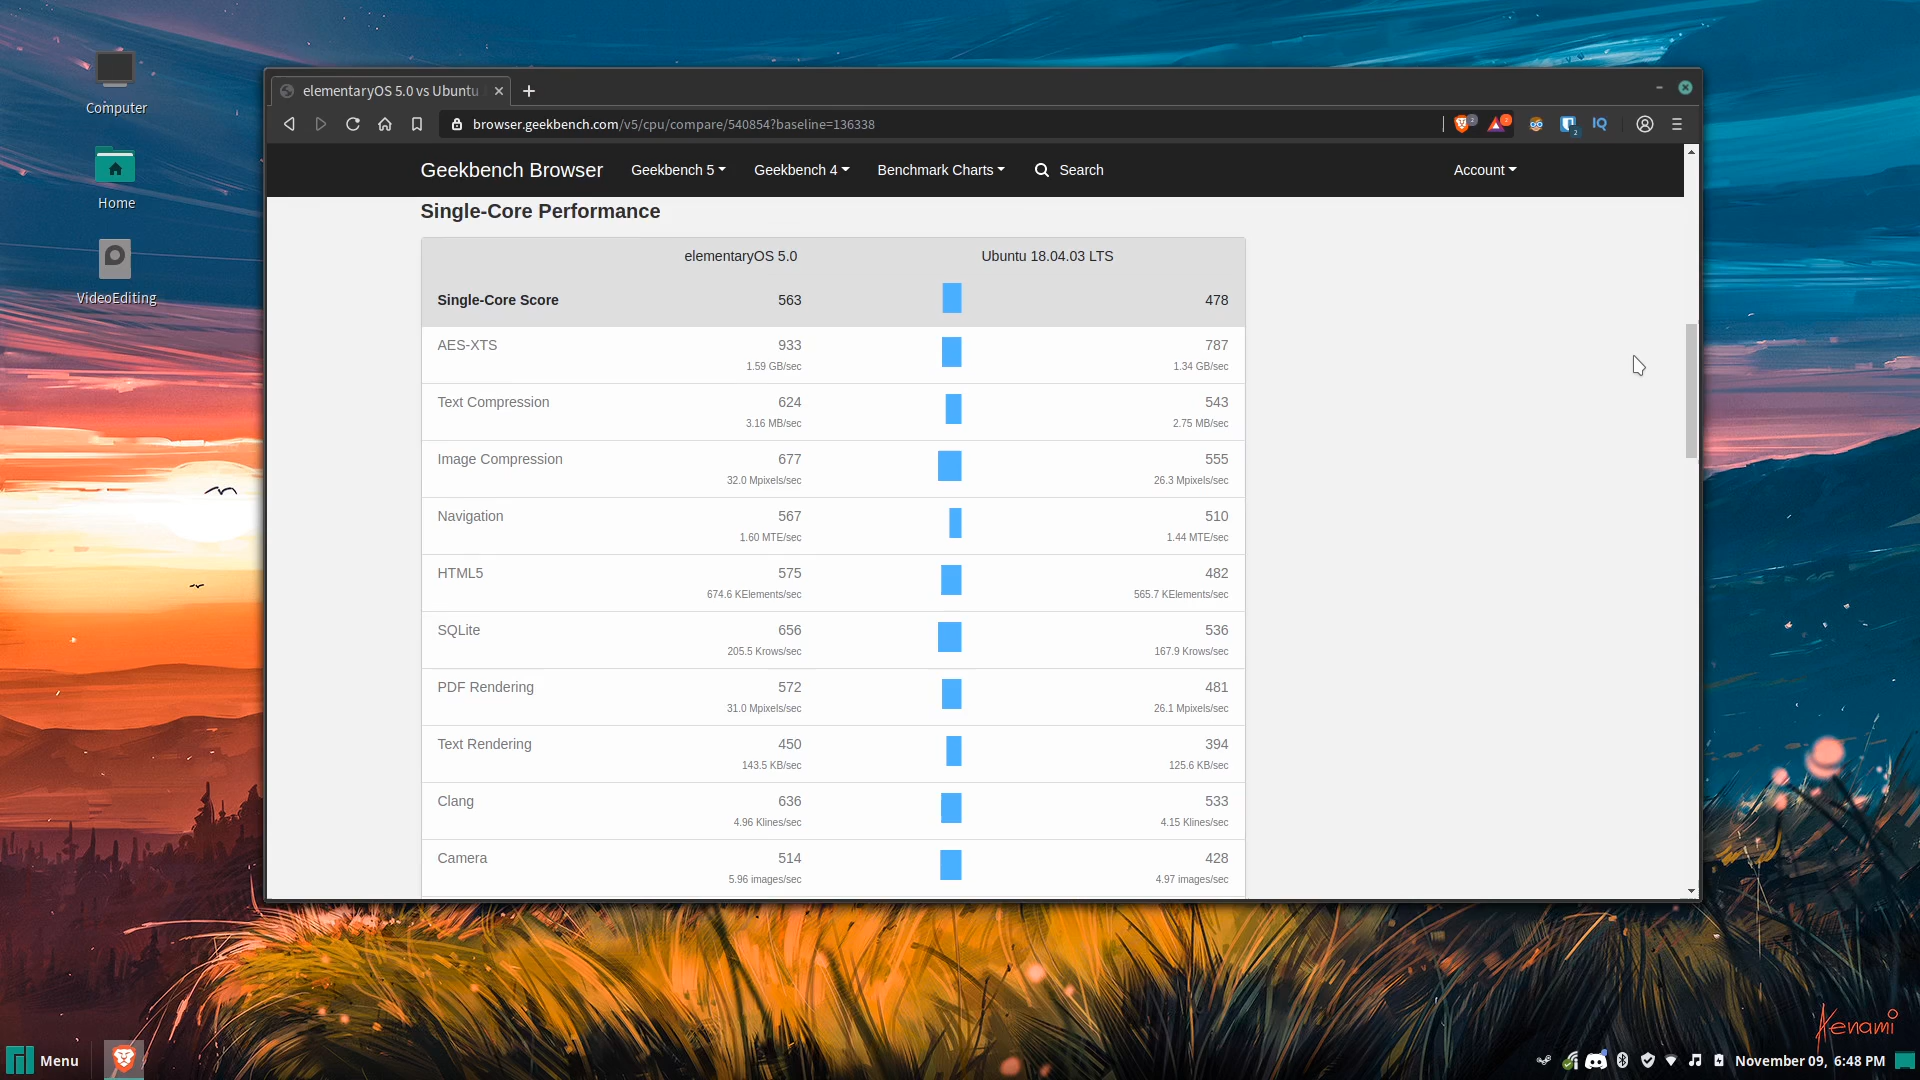 Computer
Home
VideoEditing
elementaryOS 5.0 vs Ubuntu
browser.geekbench.com/v5/cpu/compare/540854?baseline=136338
2
2
2
IQ
Geekbench Browser Geekbench 5 Geekbench 4 Benchmark Charts Search Account
Single-Core Performance
elementaryOS 5.0 Ubuntu 18.04.03 LTS
Single-Core Score 563 478
AES-XTS 933 787
1.59 GB/sec 1.34 GB/sec
Text Compression 624 543
3.16 MB/sec 2.75 MB/sec
Image Compression 677 555
32.0 Mpixels/sec 26.3 Mpixels/sec
Navigation 567 510
1.60 MTE/sec 1.44 MTE/sec
HTML5 575 482
674.6 KElements/sec 565.7 KElements/sec
SQLite 656 536
205.5 Krows/sec 167.9 Krows/sec
PDF Rendering 572 481
31.0 Mpixels/sec 26.1 Mpixels/sec
Text Rendering 450 394
143.5 KB/sec 125.6 KB/sec
Clang 636 533
4.96 Klines/sec 4.15 Klines/sec
Camera 514 428
5.96 images/sec 4.97 images/sec
Aenami
Menu
November 09, 6:48 PM